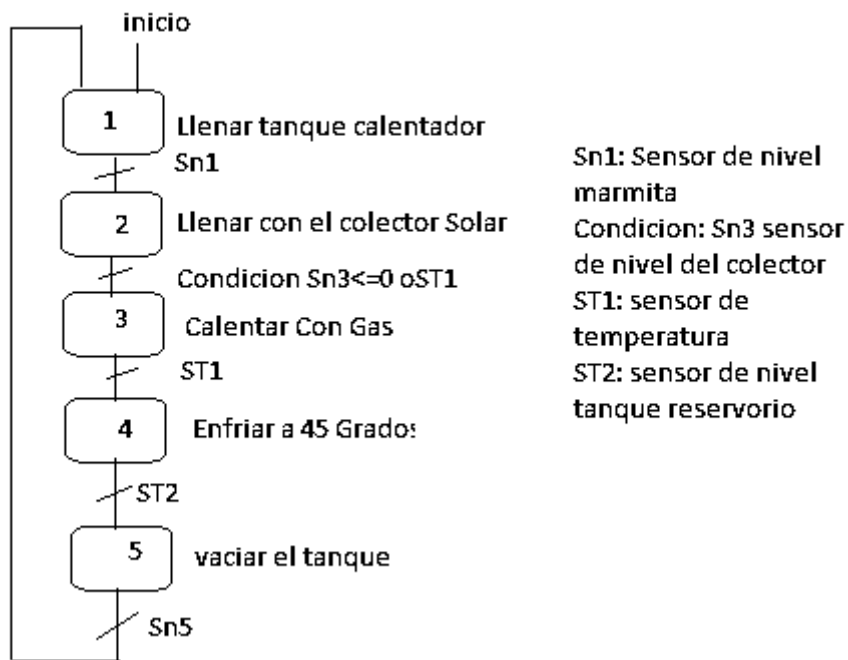 inicio
1
Llenar tanque calentador
Sn1
2
Llenar con el colector Solar
Condicion Sn3<=0 oST1
3
Calentar Con Gas
ST1
4
Enfriar a 45 Grados
ST2
5
vaciar el tanque
Sn5
Sn1: Sensor de nivel
marmita
Condicion: Sn3 sensor
de nivel del colector
ST1: sensor de
temperatura
ST2: sensor de nivel
tanque reservorio